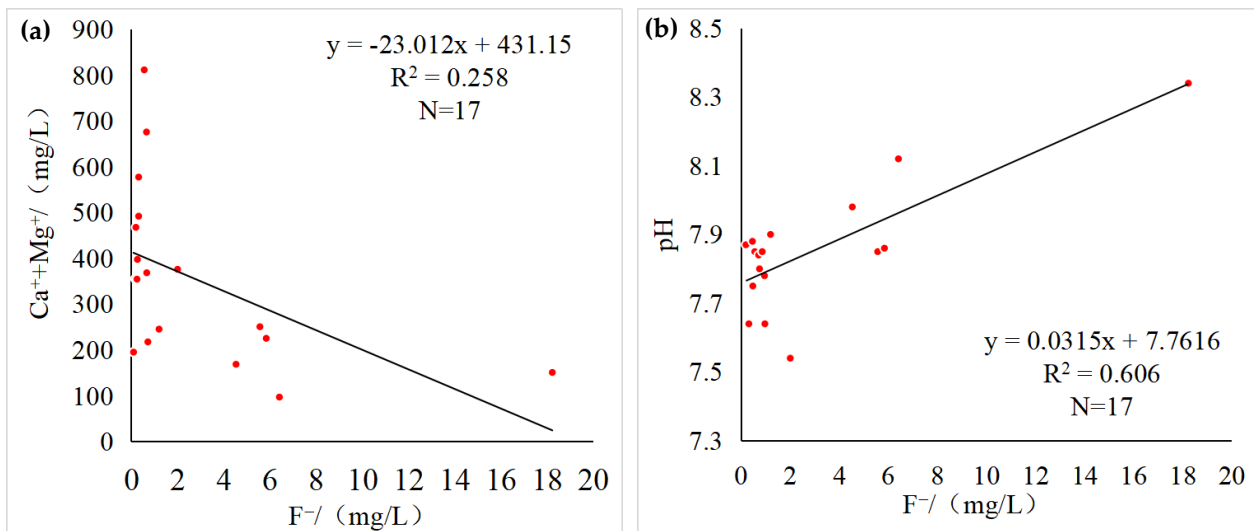 (a)
y = -23.012x + 431.15
R² = 0.258
N=17
Ca⁺+Mg⁺/（mg/L）
900
800
700
600
500
400
300
200
100
0
0 2 4 6 8 10 12 14 16 18 20
F⁻/（mg/L）
(b)
8.5
8.3
8.1
7.9
7.7
7.5
7.3
pH
y = 0.0315x + 7.7616
R² = 0.606
N=17
0 2 4 6 8 10 12 14 16 18 20
F⁻/（mg/L）